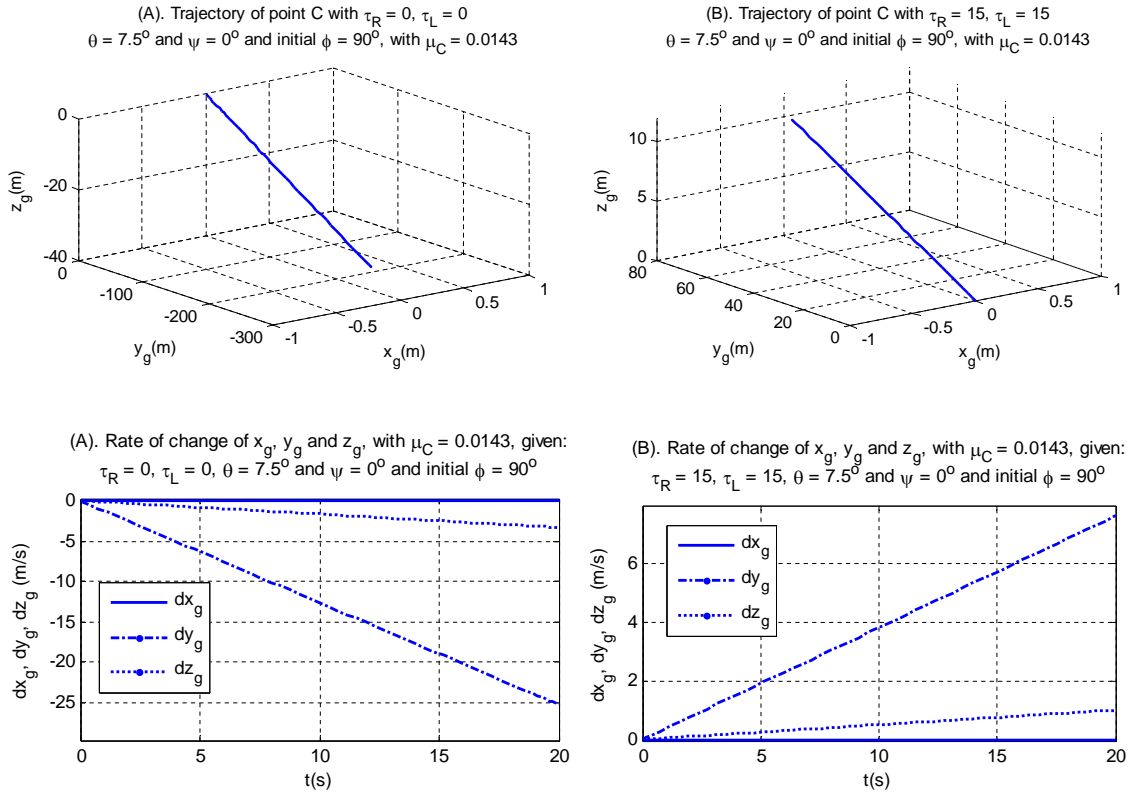 (A). Trajectory of point C with τR = 0, τL = 0
θ = 7.5o and ψ = 0o and initial ϕ = 90o, with μC = 0.0143
0
-20
-40
zg(m)
0
-100
-200
-300
yg(m)
-1
-0.5
0
0.5
1
xg(m)
(B). Trajectory of point C with τR = 15, τL = 15
θ = 7.5o and ψ = 0o and initial ϕ = 90o, with μC = 0.0143
10
5
0
zg(m)
80
60
40
20
0
yg(m)
-1
-0.5
0
0.5
1
xg(m)
(A). Rate of change of xg, yg and zg, with μC = 0.0143, given:
τR = 0, τL = 0, θ = 7.5o and ψ = 0o and initial ϕ = 90o
0
-5
-10
-15
-20
-25
dxg, dyg, dzg (m/s)
dxg
dyg
dzg
0
5
10
15
20
t(s)
(B). Rate of change of xg, yg and zg, with μC = 0.0143, given:
τR = 15, τL = 15, θ = 7.5o and ψ = 0o and initial ϕ = 90o
6
4
2
0
dxg, dyg, dzg (m/s)
dxg
dyg
dzg
0
5
10
15
20
t(s)